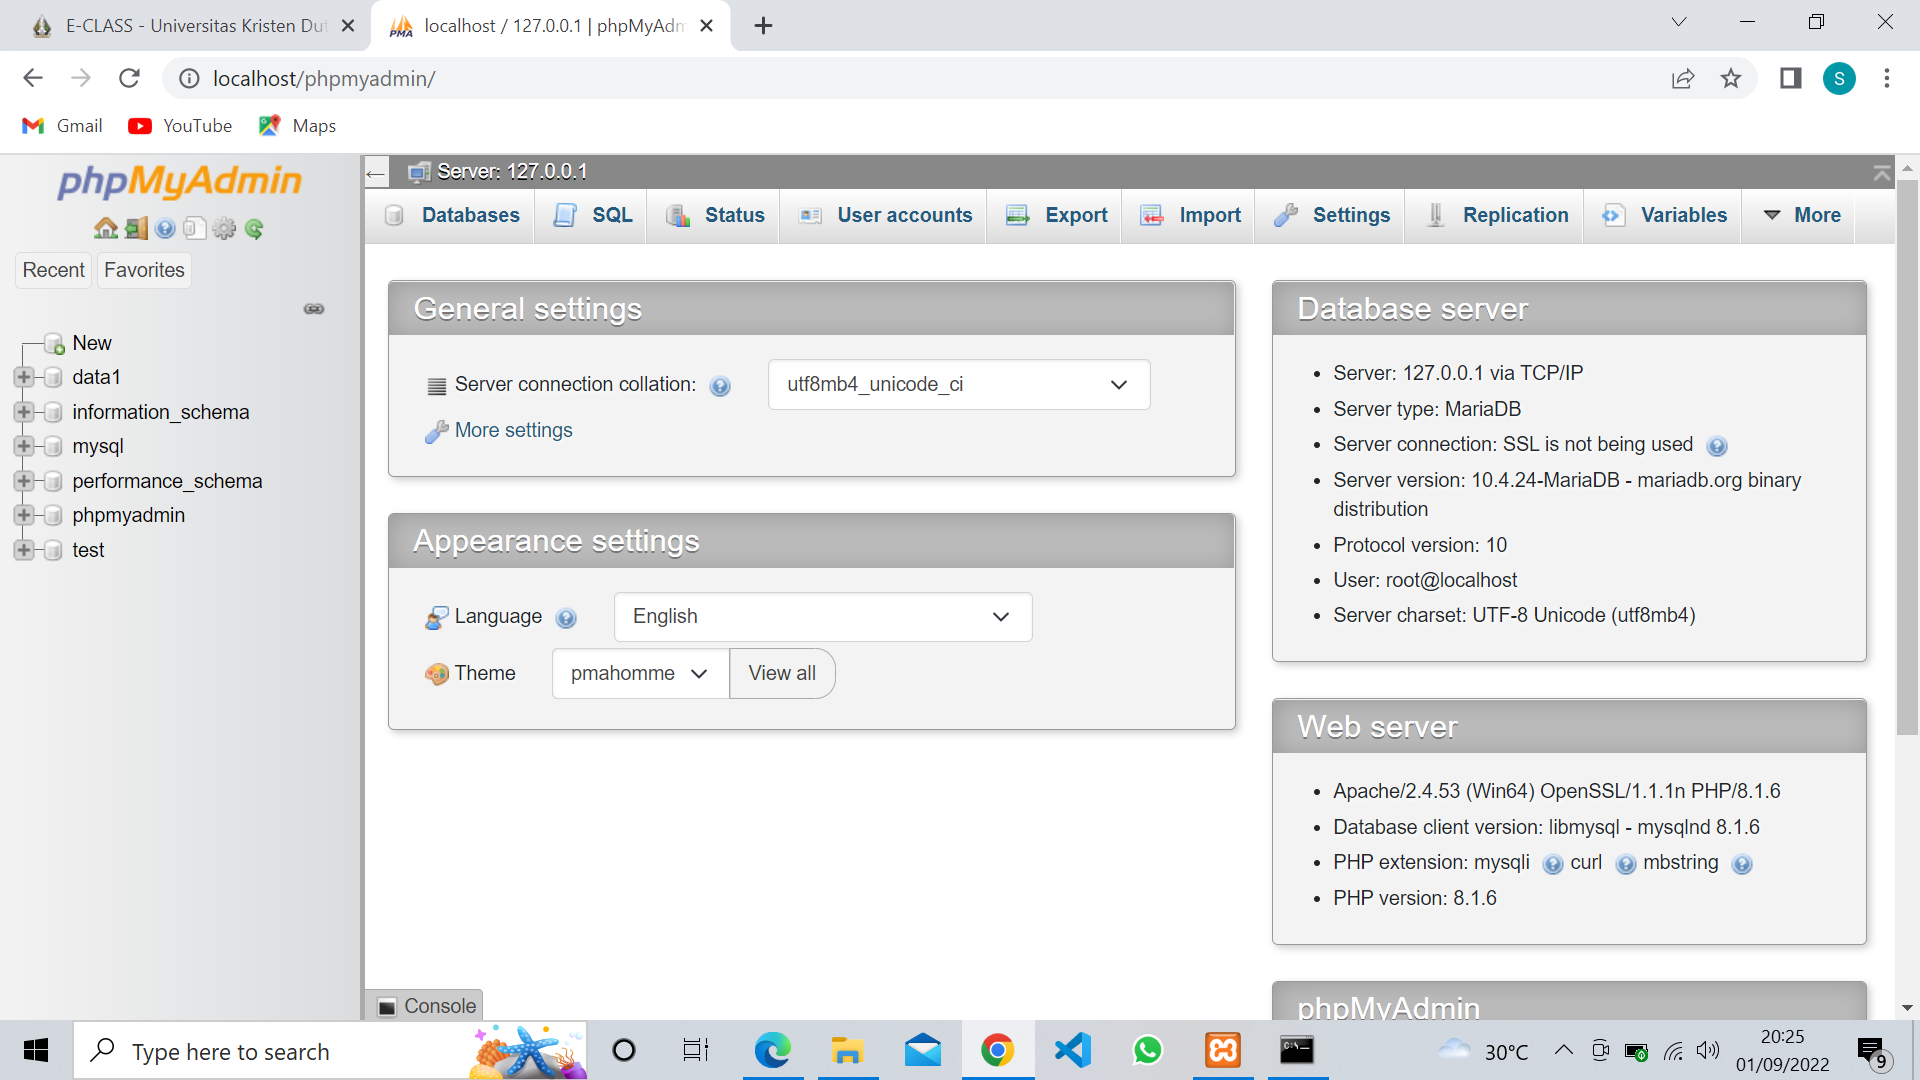 E-CLASS - Universitas Kristen Dut
localhost / 127.0.0.1 | phpMyAdm
localhost/phpmyadmin/
S
Gmail
YouTube
Maps
phpMyAdmin
Recent
Favorites
New
data1
information_schema
mysql
performance_schema
phpmyadmin
test
Server: 127.0.0.1
Databases
SQL
Status
User accounts
Export
Import
Settings
Replication
Variables
More
General settings
Server connection collation:
utf8mb4_unicode_ci
More settings
Appearance settings
Language
English
Theme
pmahomme
View all
Database server
Server: 127.0.0.1 via TCP/IP
Server type: MariaDB
Server connection: SSL is not being used
Server version: 10.4.24-MariaDB - mariadb.org binary
distribution
Protocol version: 10
User: root@localhost
Server charset: UTF-8 Unicode (utf8mb4)
Web server
Apache/2.4.53 (Win64) OpenSSL/1.1.1n PHP/8.1.6
Database client version: libmysql - mysqlnd 8.1.6
PHP extension: mysqli curl mbstring
PHP version: 8.1.6
phpMyAdmin
Console
Type here to search
30°C
20:25
01/09/2022
9